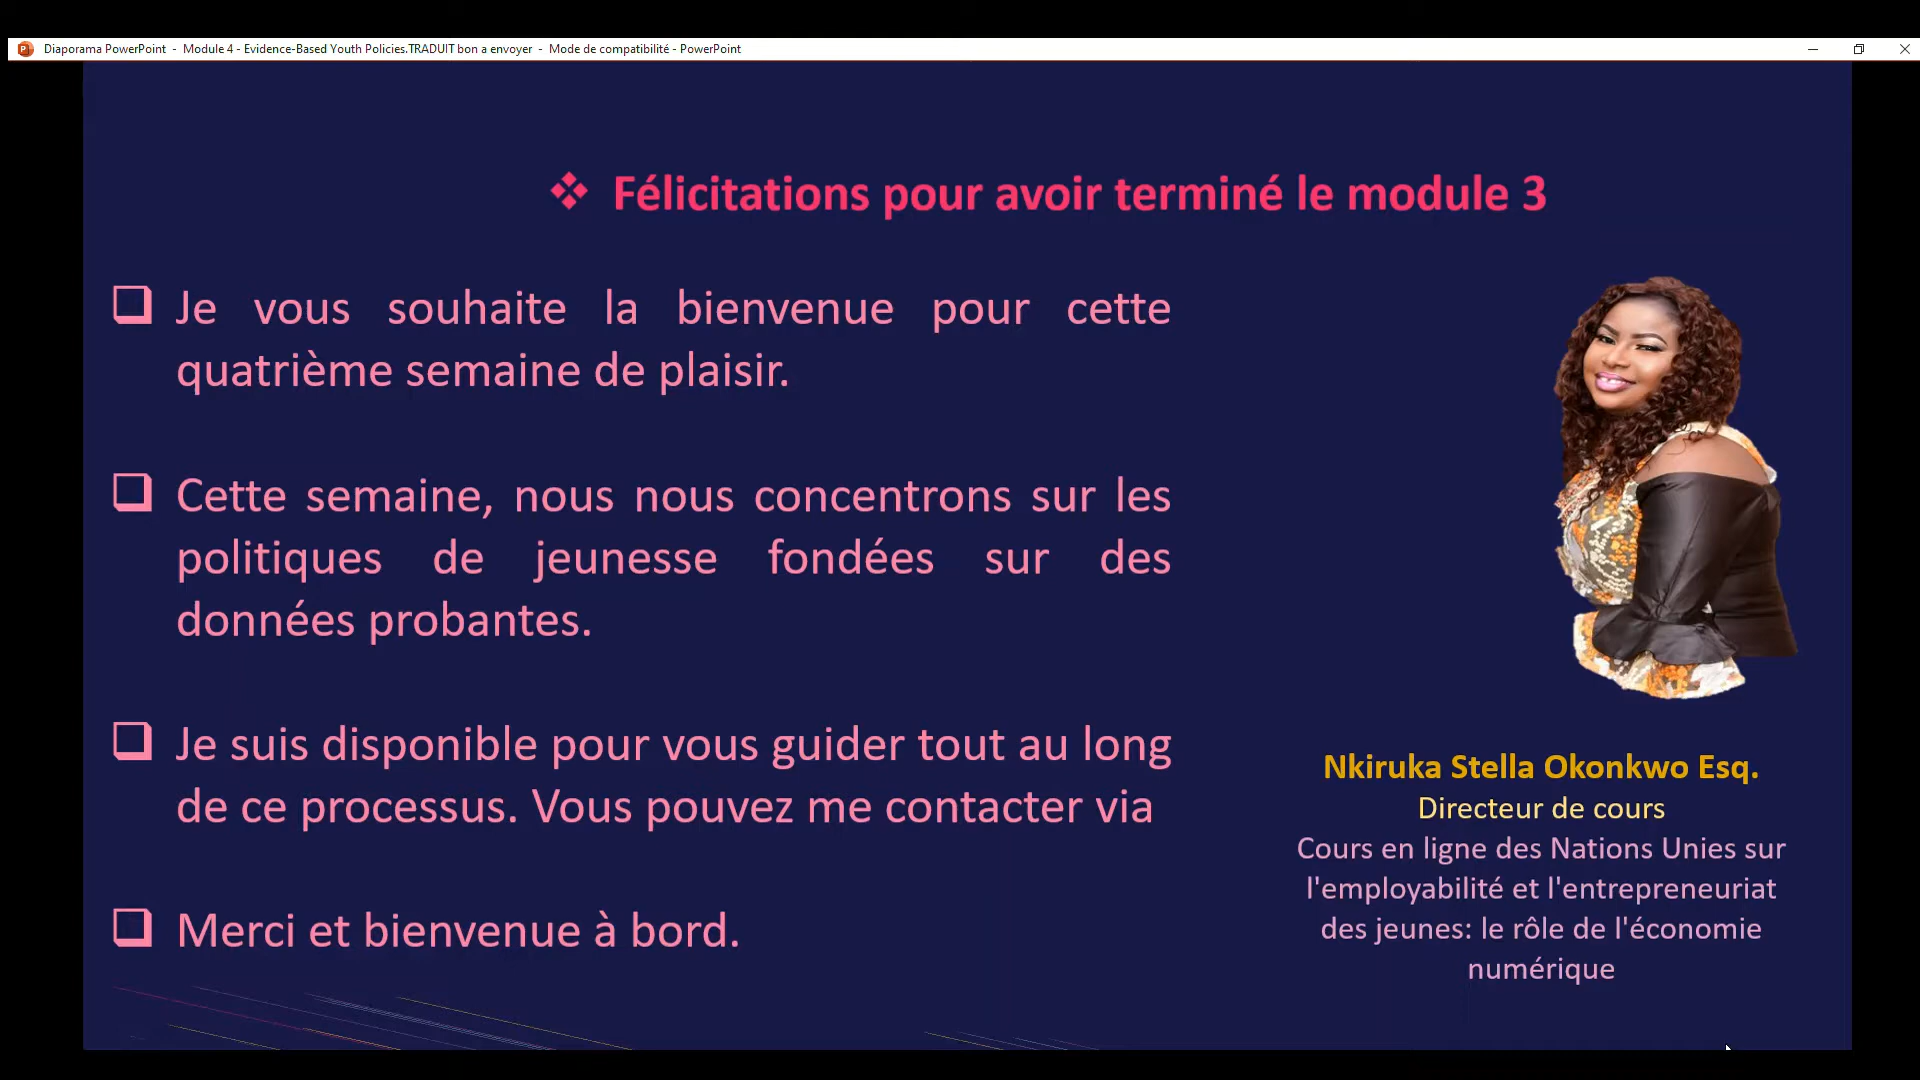 Diaporama PowerPoint - Module 4 - Evidence-Based Youth Policies.TRADUIT bon a envoyer - Mode de compatibilité - PowerPoint
❖ Félicitations pour avoir terminé le module 3
❑ Je vous souhaite la bienvenue pour cette
quatrième semaine de plaisir.
❑ Cette semaine, nous nous concentrons sur les
politiques de jeunesse fondées sur des
données probantes.
❑ Je suis disponible pour vous guider tout au long
de ce processus. Vous pouvez me contacter via
❑ Merci et bienvenue à bord.
Nkiruka Stella Okonkwo Esq.
Directeur de cours
Cours en ligne des Nations Unies sur
l'employabilité et l'entrepreneuriat
des jeunes: le rôle de l'économie
numérique